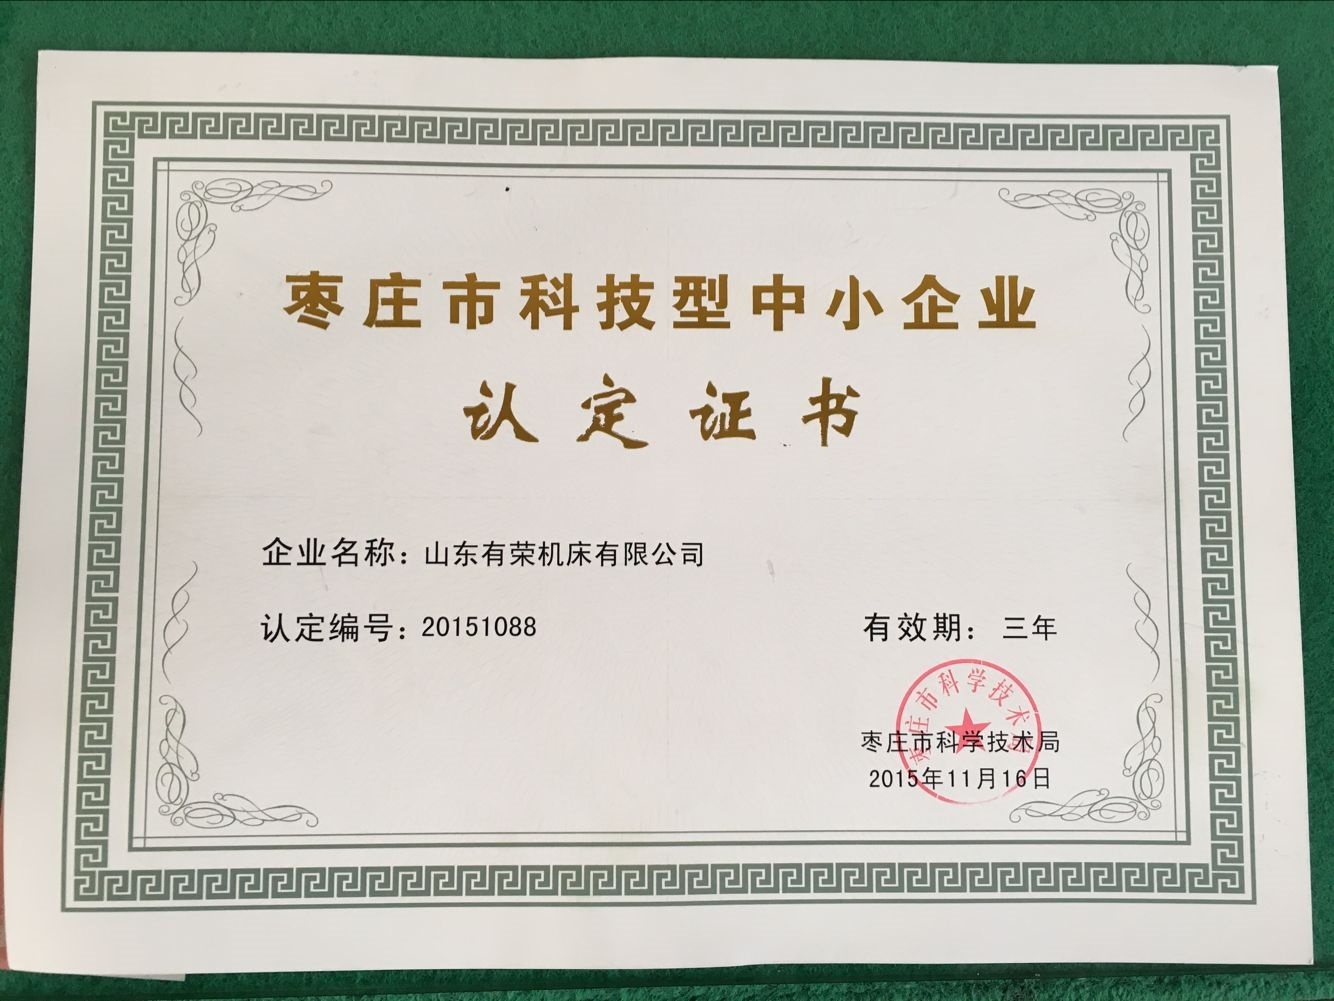 枣庄市科技型中小企业
认定证书
企业名称：山东有荣机床有限公司
认定编号：20151088
有效期：三年
枣庄市科学技术局
枣庄市科学技术局
2015年11月16日